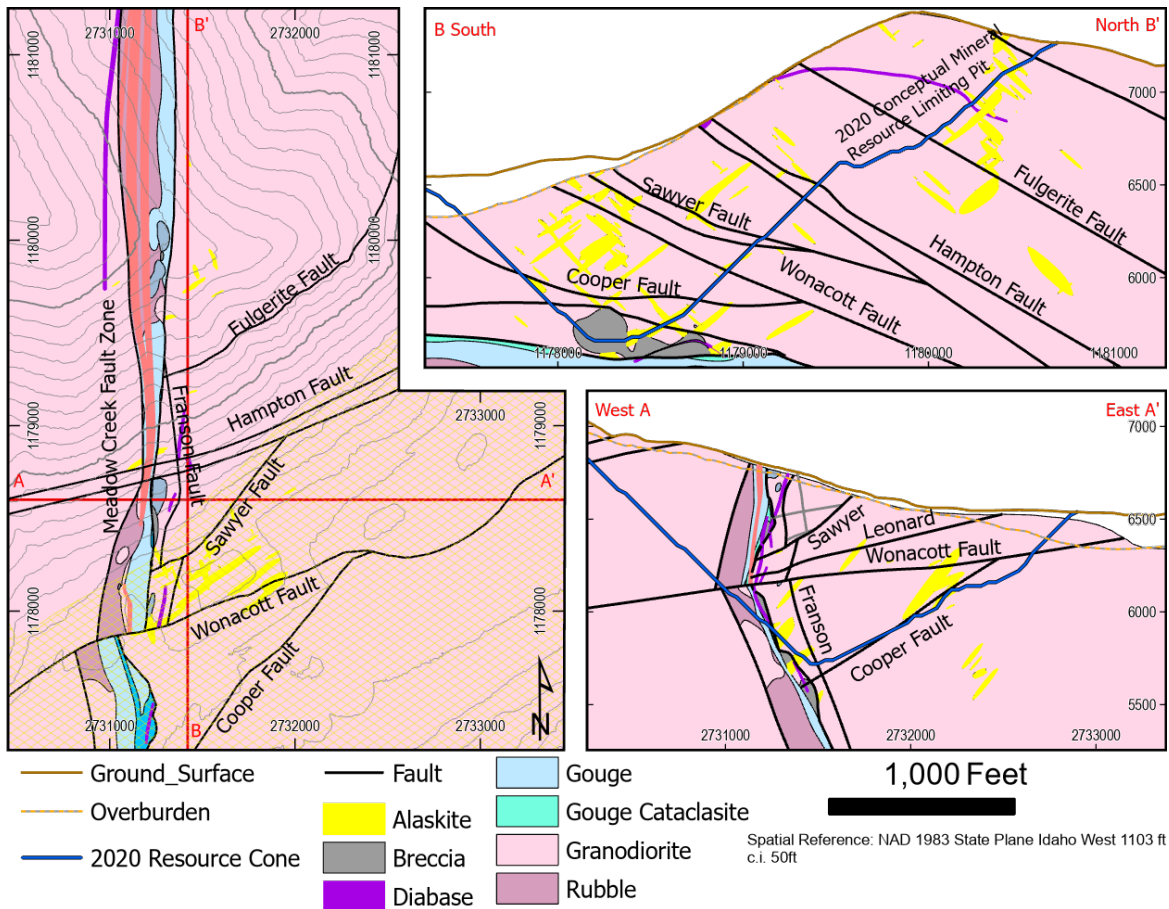 2731000
B'
2732000
1181000
1181000
1180000
1180000
Fulgerite Fault
Meadow Creek Fault Zone
Hampton Fault
Franson Fault
2733000
1179000
1179000
A
A'
Sawyer Fault
1178000
1178000
Wonacott Fault
Cooper Fault
2731000
2732000
2733000
B
N
B South
North B'
7000
6500
6000
2020 Conceptual Mineral
Resource Limiting Pit
Sawyer Fault
Fulgerite Fault
Hampton Fault
Wonacott Fault
Cooper Fault
1178000
1179000
1180000
1181000
West A
East A'
7000
6500
6000
5500
Sawyer
Leonard
Wonacott Fault
Franson
Cooper Fault
2731000
2732000
2733000
Ground_Surface
Overburden
2020 Resource Cone
Fault
Alaskite
Breccia
Diabase
Gouge
Gouge Cataclasite
Granodiorite
Rubble
1,000 Feet
Spatial Reference: NAD 1983 State Plane Idaho West 1103 ft
c.i. 50ft